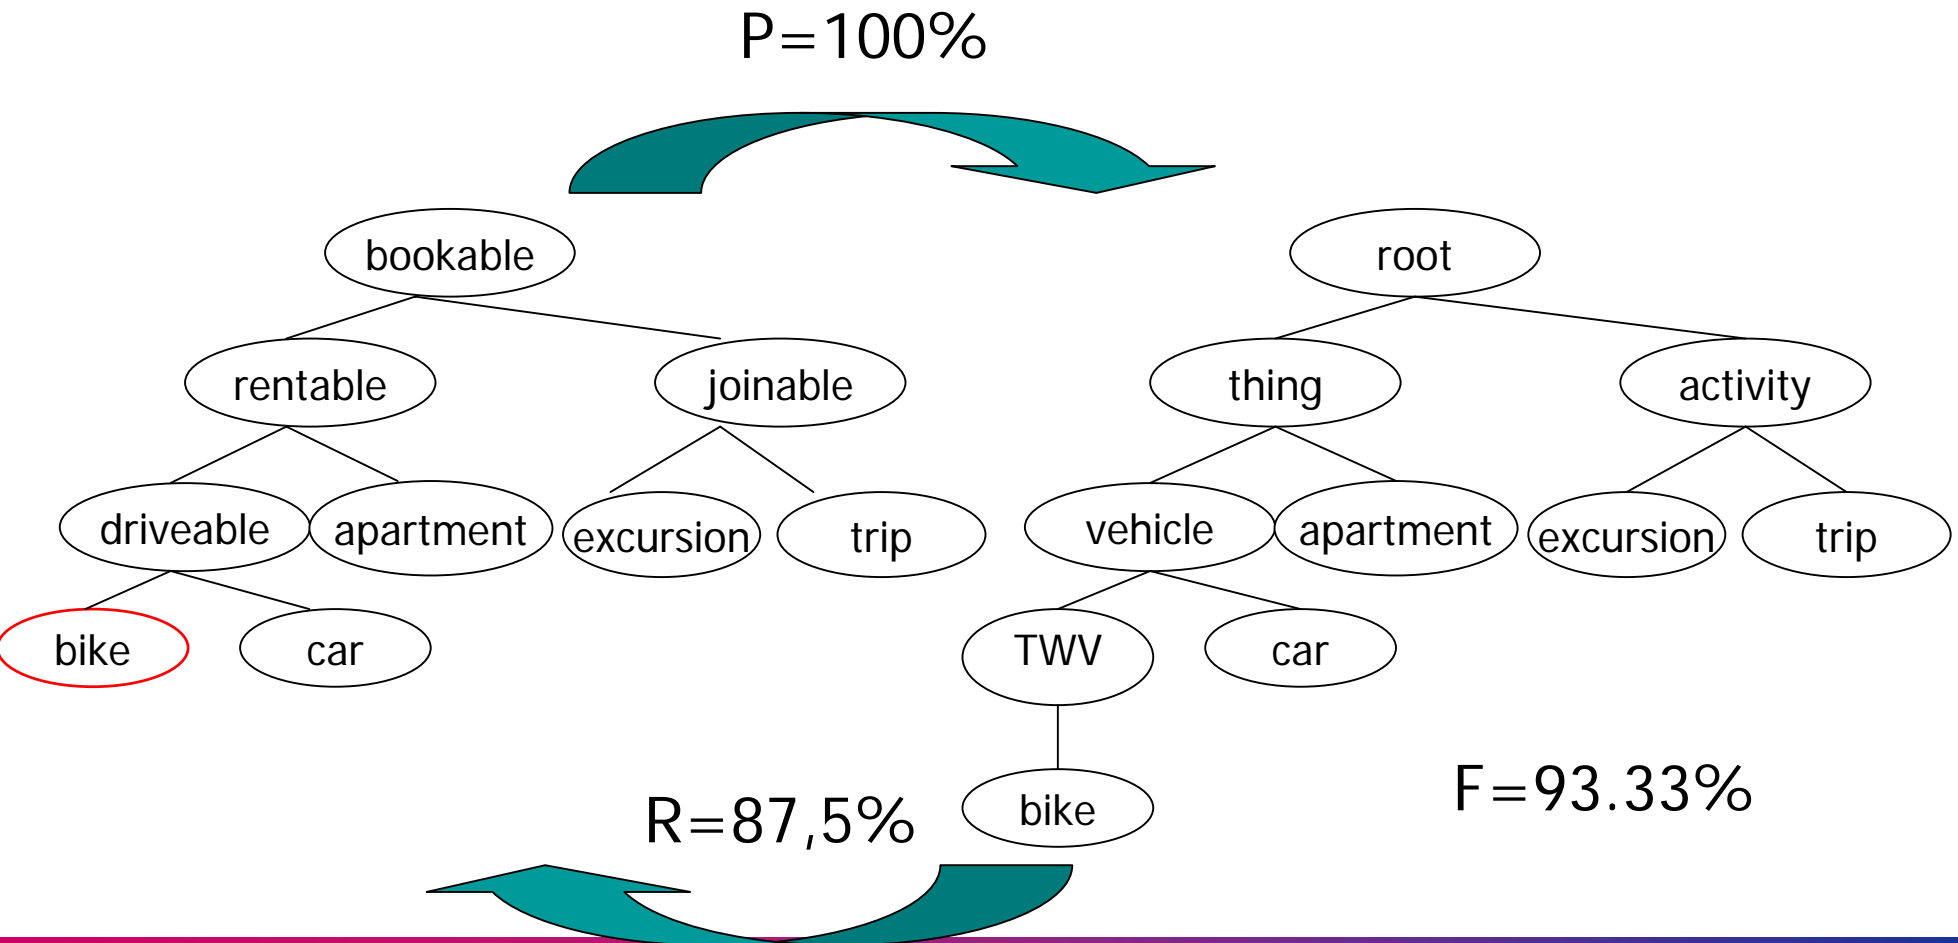 P=100%
bookable
root
rentable
joinable
thing
activity
driveable
apartment
excursion
trip
vehicle
apartment
excursion
trip
bike
car
TWV
car
bike
R=87,5%
F=93.33%